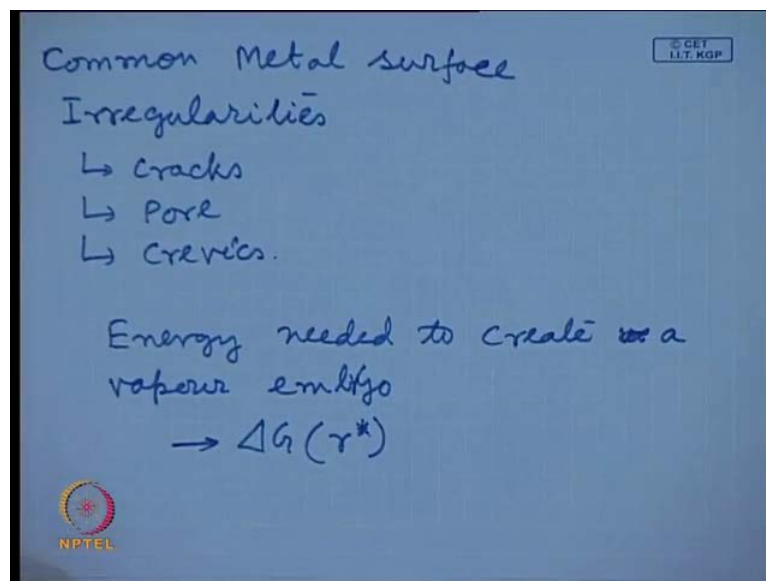 Common Metal surface
© CET
I.I.T. KGP
Irregularities
↳ cracks
↳ Pore
↳ crevics.
Energy needed to create a
vapour embryo
→ ΔG(r*)
NPTEL